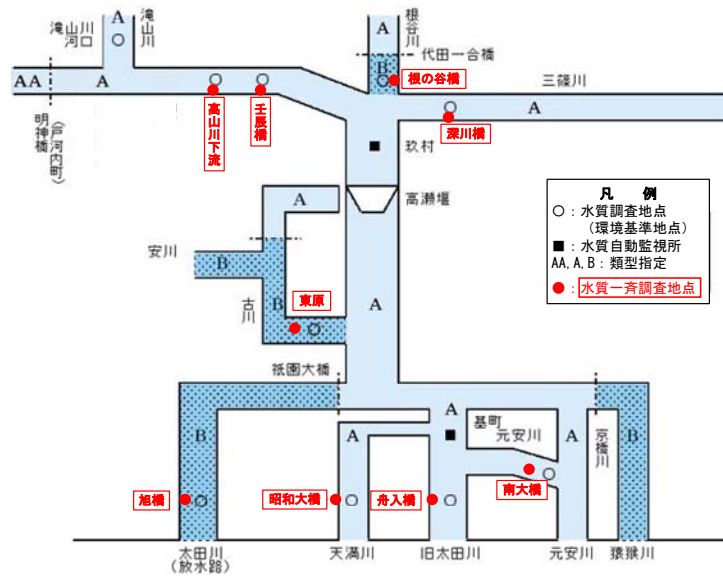 滝山川
河口
滝山川
A
根谷川
A
代田一合橋
B
根の谷橋
三篠川
AA
A
A
明神橋
(戸河内町)
高山川下流
壬辰橋
深川橋
玖村
高瀬堰
A
安川
B
古川
B
東原
A
祇園大橋
凡 例
○:水質調査地点
(環境基準地点)
■:水質自動監視所
AA,A,B:類型指定
●:水質一斉調査地点
B
A
A
基町
元安川
A
京橋川
B
南大橋
旭橋
昭和大橋
舟入橋
太田川
(放水路)
天満川
旧太田川
元安川
猿猴川